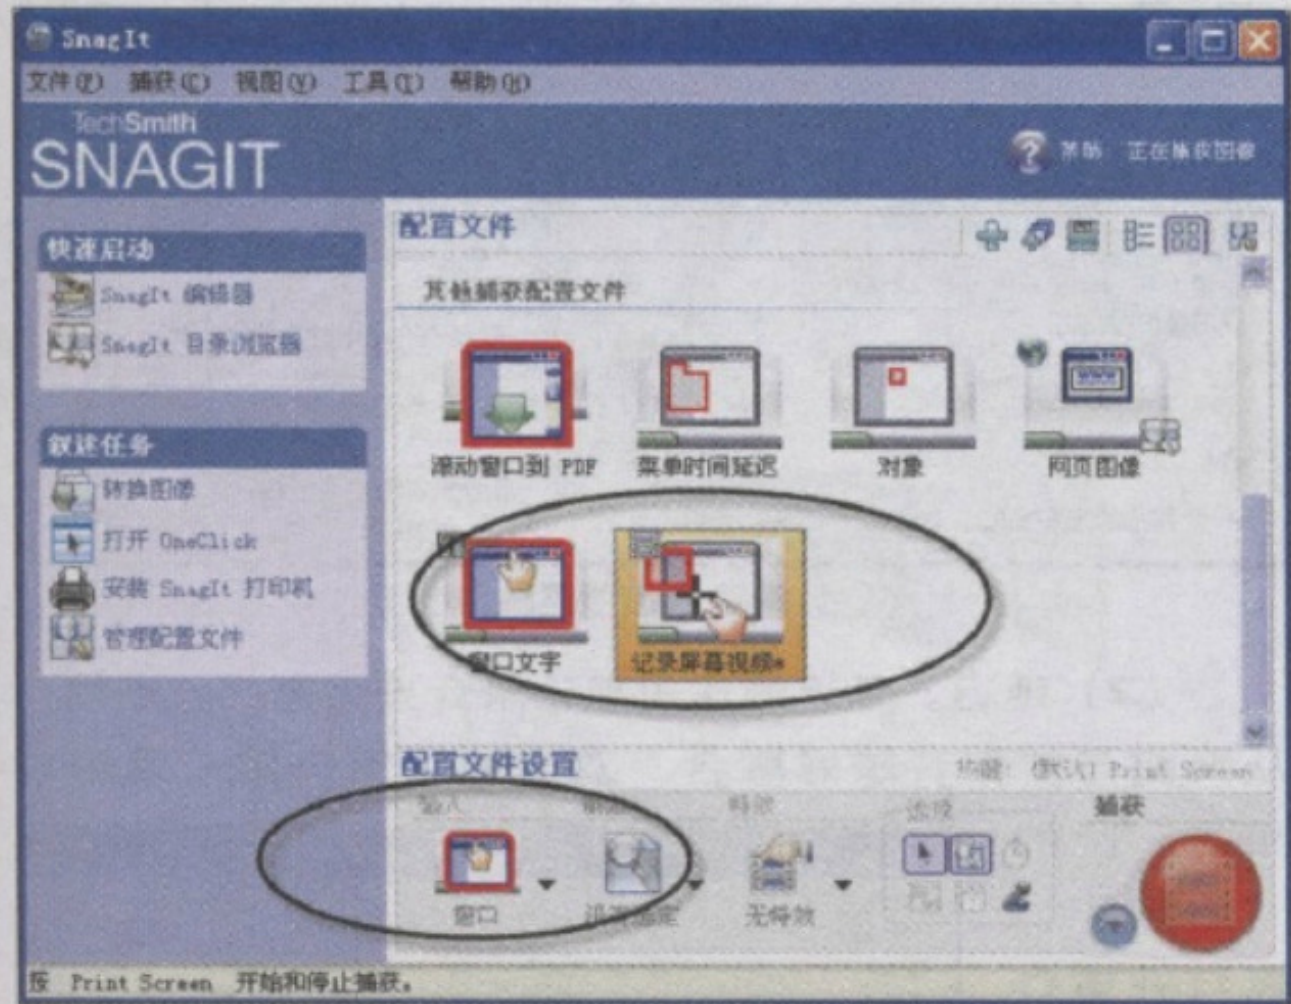 SnagIt
文件(F) 捕获(C) 视图(V) 工具(T) 帮助(H)
TechSmith
SNAGIT
帮助 正在捕获图像
快速启动
SnagIt 编辑器
SnagIt 目录浏览器
叙述任务
转换图像
打开 OneClick
安装 SnagIt 打印机
管理配置文件
配置文件
其他捕获配置文件
滚动窗口到 PDF
菜单时间延迟
对象
网页图像
WWW
窗口文字
记录屏幕视频*
配置文件设置
热键: (默认) Print Screen
输入
特效
选项
捕获
窗口
无特效
按 Print Screen 开始和停止捕获。